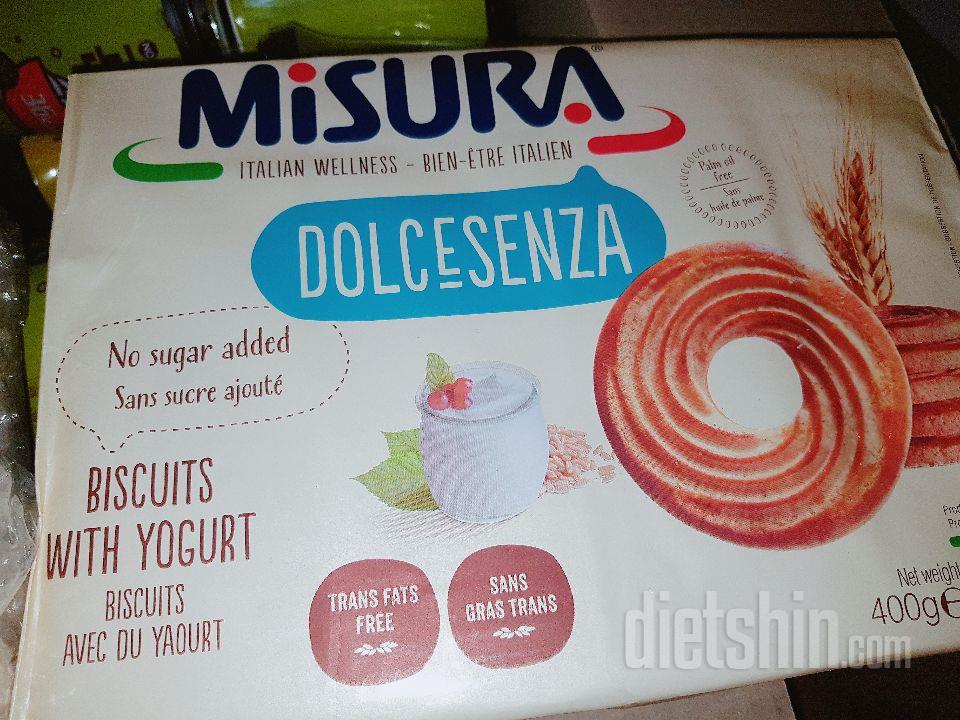 MiSURA®
ITALIAN WELLNESS - BIEN-ÊTRE ITALIEN
Palm oil
free
Sans
huile de palme
DOLCESENZA
No sugar added
Sans sucre ajouté
BISCUITS
WITH YOGURT
BISCUITS
AVEC DU YAOURT
TRANS FATS
FREE
SANS
GRAS TRANS
Net weight
400g e
dietshin.com